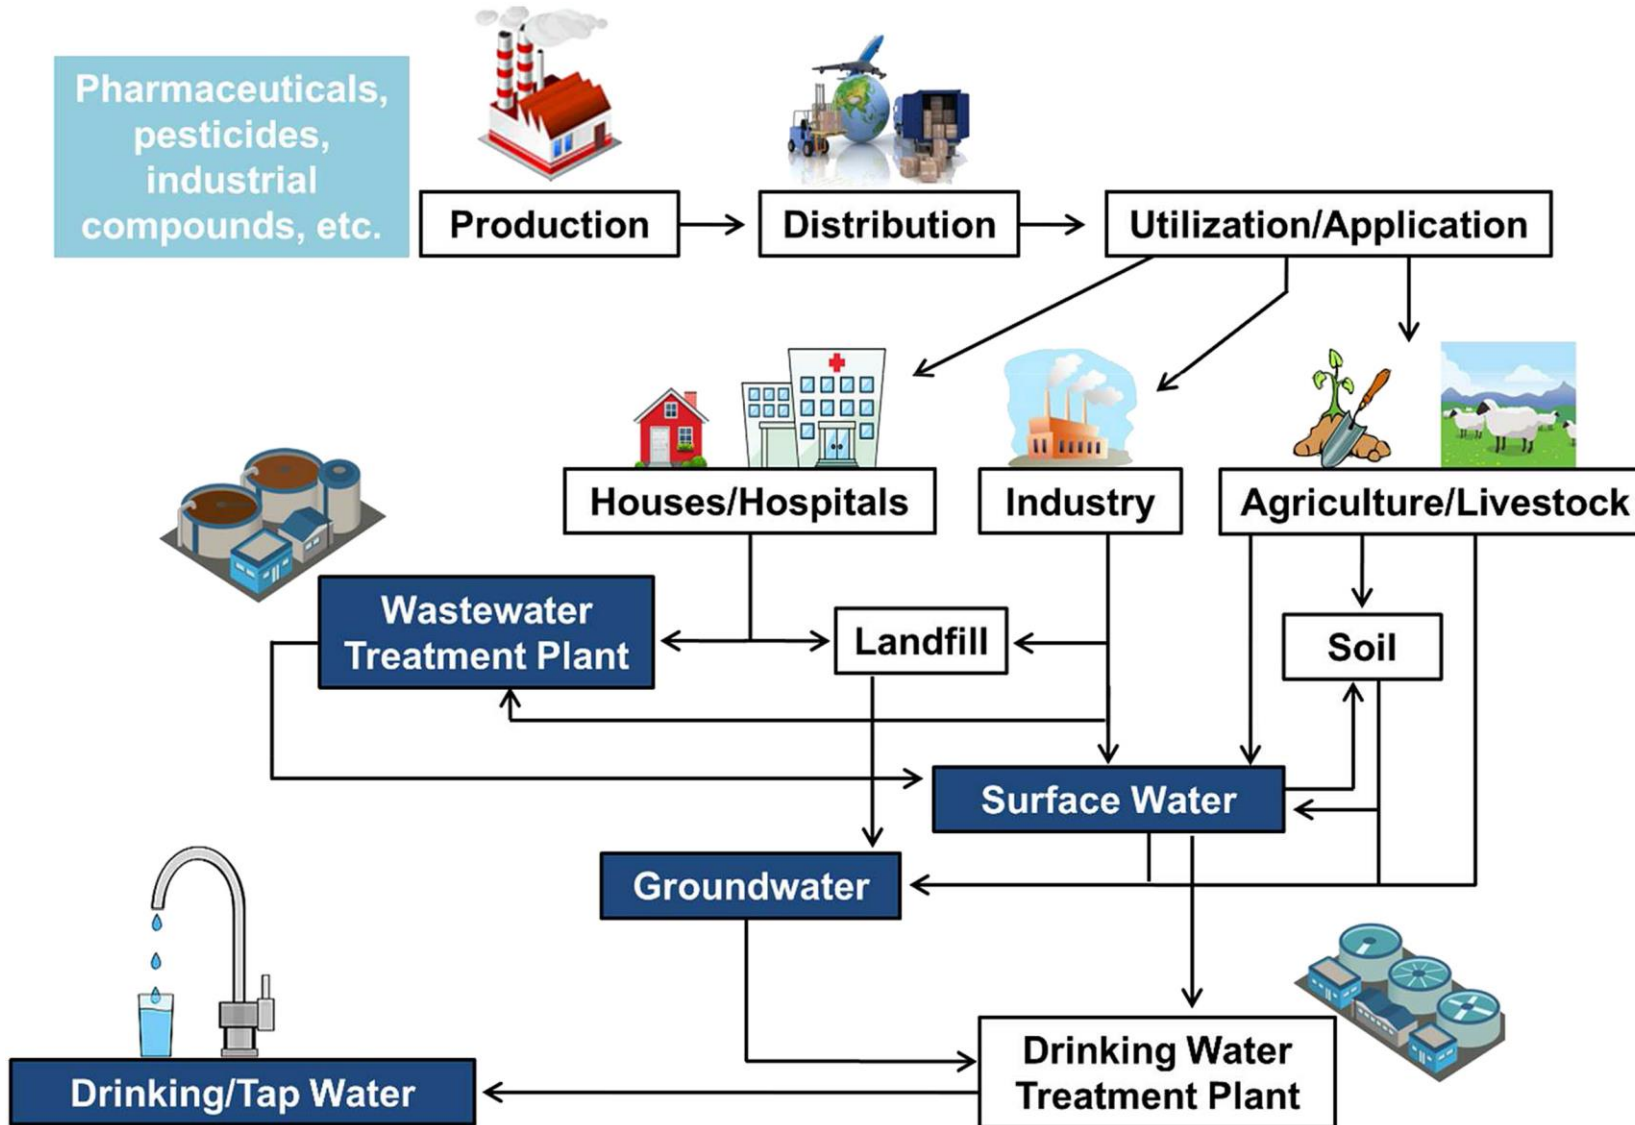 Pharmaceuticals,
pesticides,
industrial
compounds, etc.
Production
Distribution
Utilization/Application
Houses/Hospitals
Industry
Agriculture/Livestock
Wastewater
Treatment Plant
Landfill
Soil
Surface Water
Groundwater
Drinking Water
Treatment Plant
Drinking/Tap Water